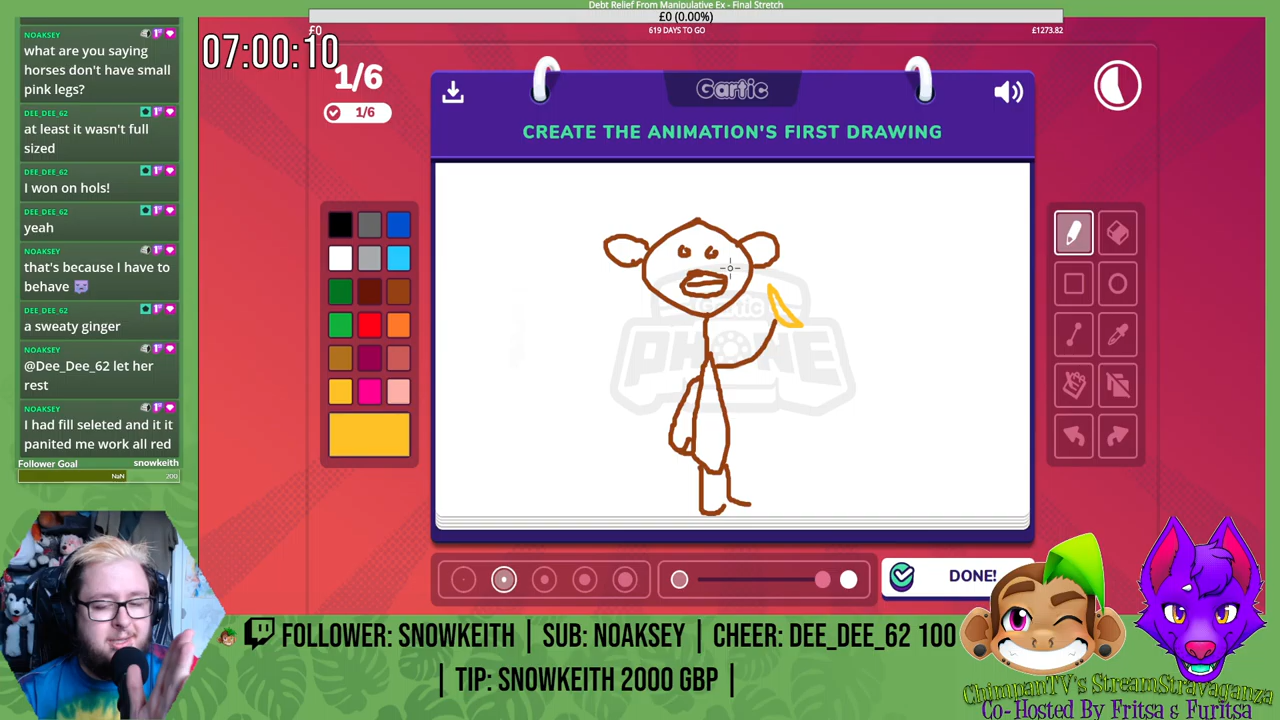 Debt Relief From Manipulative Ex - Final Stretch
£0 (0.00%)
£0
619 DAYS TO GO
£1273.82
07:00:10
NOAKSEY
what are you saying
horses don't have small
pink legs?
DEE_DEE_62
at least it wasn't full
sized
DEE_DEE_62
I won on hols!
DEE_DEE_62
yeah
NOAKSEY
that's because I have to
behave
DEE_DEE_62
a sweaty ginger
NOAKSEY
@Dee_Dee_62 let her
rest
NOAKSEY
I had fill seleted and it it
panited me work all red
Follower Goal
snowkeith
NaN
200
1/6
1/6
Gartic
CREATE THE ANIMATION'S FIRST DRAWING
Gartic
PHONE
DONE!
FOLLOWER: SNOWKEITH | SUB: NOAKSEY | CHEER: DEE_DEE_62 100
| TIP: SNOWKEITH 2000 GBP |
ChimpanTV's StreamStravaganza
Co-Hosted By Fritsa & Furitsa